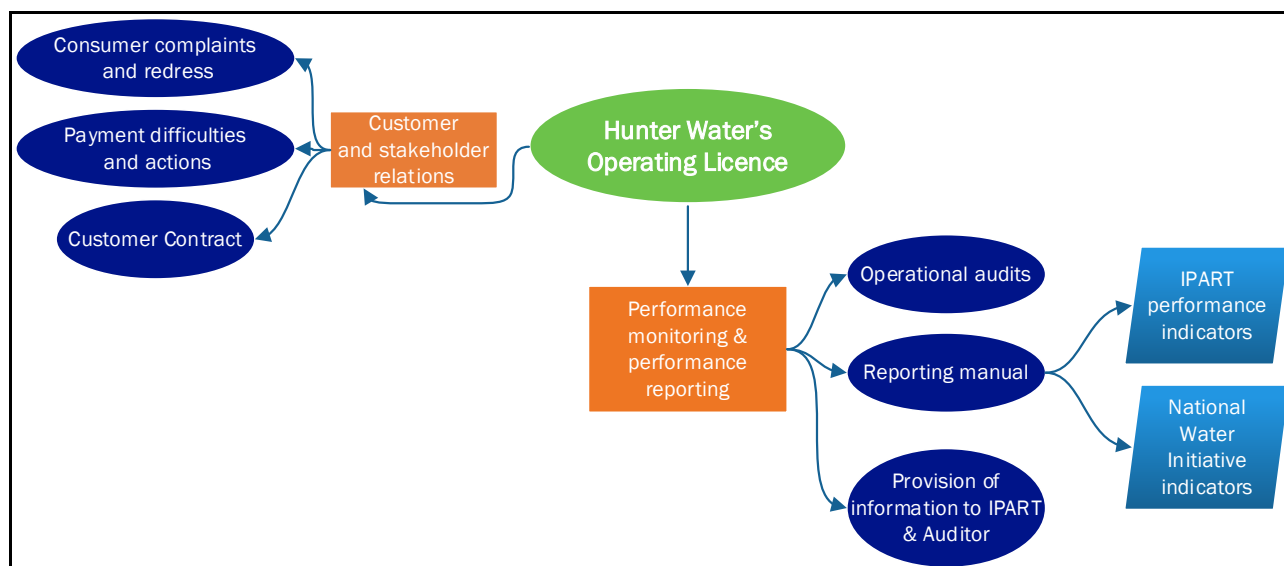 Consumer complaints
and redress
Payment difficulties
and actions
Customer Contract
Customer
and stakeholder
relations
Hunter Water’s
Operating Licence
Performance
monitoring &
performance
reporting
Operational audits
Reporting manual
Provision of
information to IPART
& Auditor
IPART
performance
indicators
National
Water
Initiative
indicators